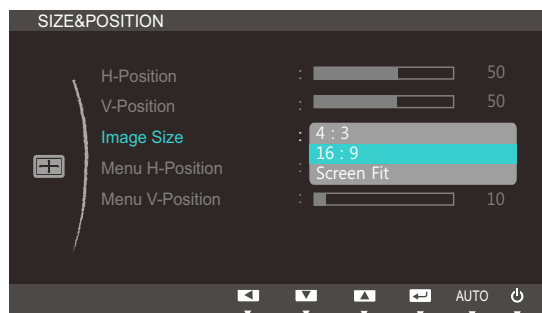 SIZE&POSITION
H-Position : 50
V-Position : 50
Image Size : 4 : 3
16 : 9
Menu H-Position :
Screen Fit
Menu V-Position : 10
AUTO